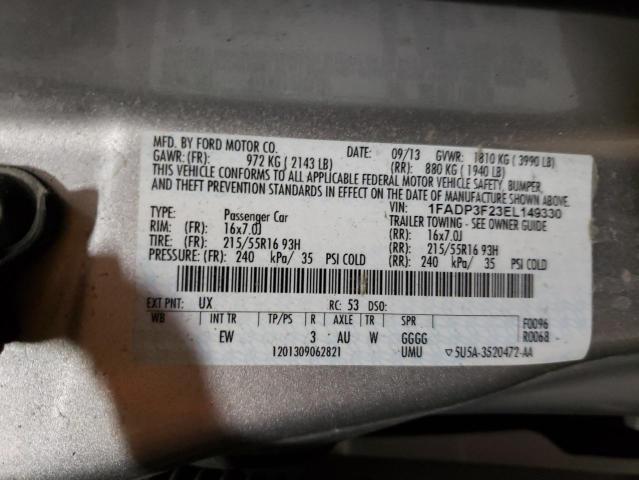 MFD. BY FORD MOTOR CO. DATE: 09/13 GVWR: 1810 KG ( 3990 LB)
GAWR: (FR): 972 KG ( 2143 LB) (RR): 880 KG ( 1940 LB)
THIS VEHICLE CONFORMS TO ALL APPLICABLE FEDERAL MOTOR VEHICLE SAFETY, BUMPER,
AND THEFT PREVENTION STANDARDS IN EFFECT ON THE DATE OF MANUFACTURE SHOWN ABOVE.
VIN: 1FADP3F23EL149330
TYPE: Passenger Car TRAILER TOWING - SEE OWNER GUIDE
RIM: (FR): 16x7.0J (RR): 16x7.0J
TIRE: (FR): 215/55R16 93H (RR): 215/55R16 93H
PRESSURE: (FR): 240 kPa/ 35 PSI COLD (RR): 240 kPa/ 35 PSI COLD
EXT PNT: UX RC: 53 DSO:
WB INT TR TP/PS R AXLE TR SPR F0096
EW 3 AU W GGGG R0068
1201309062821 UMU ▽5U5A-3520472-AA